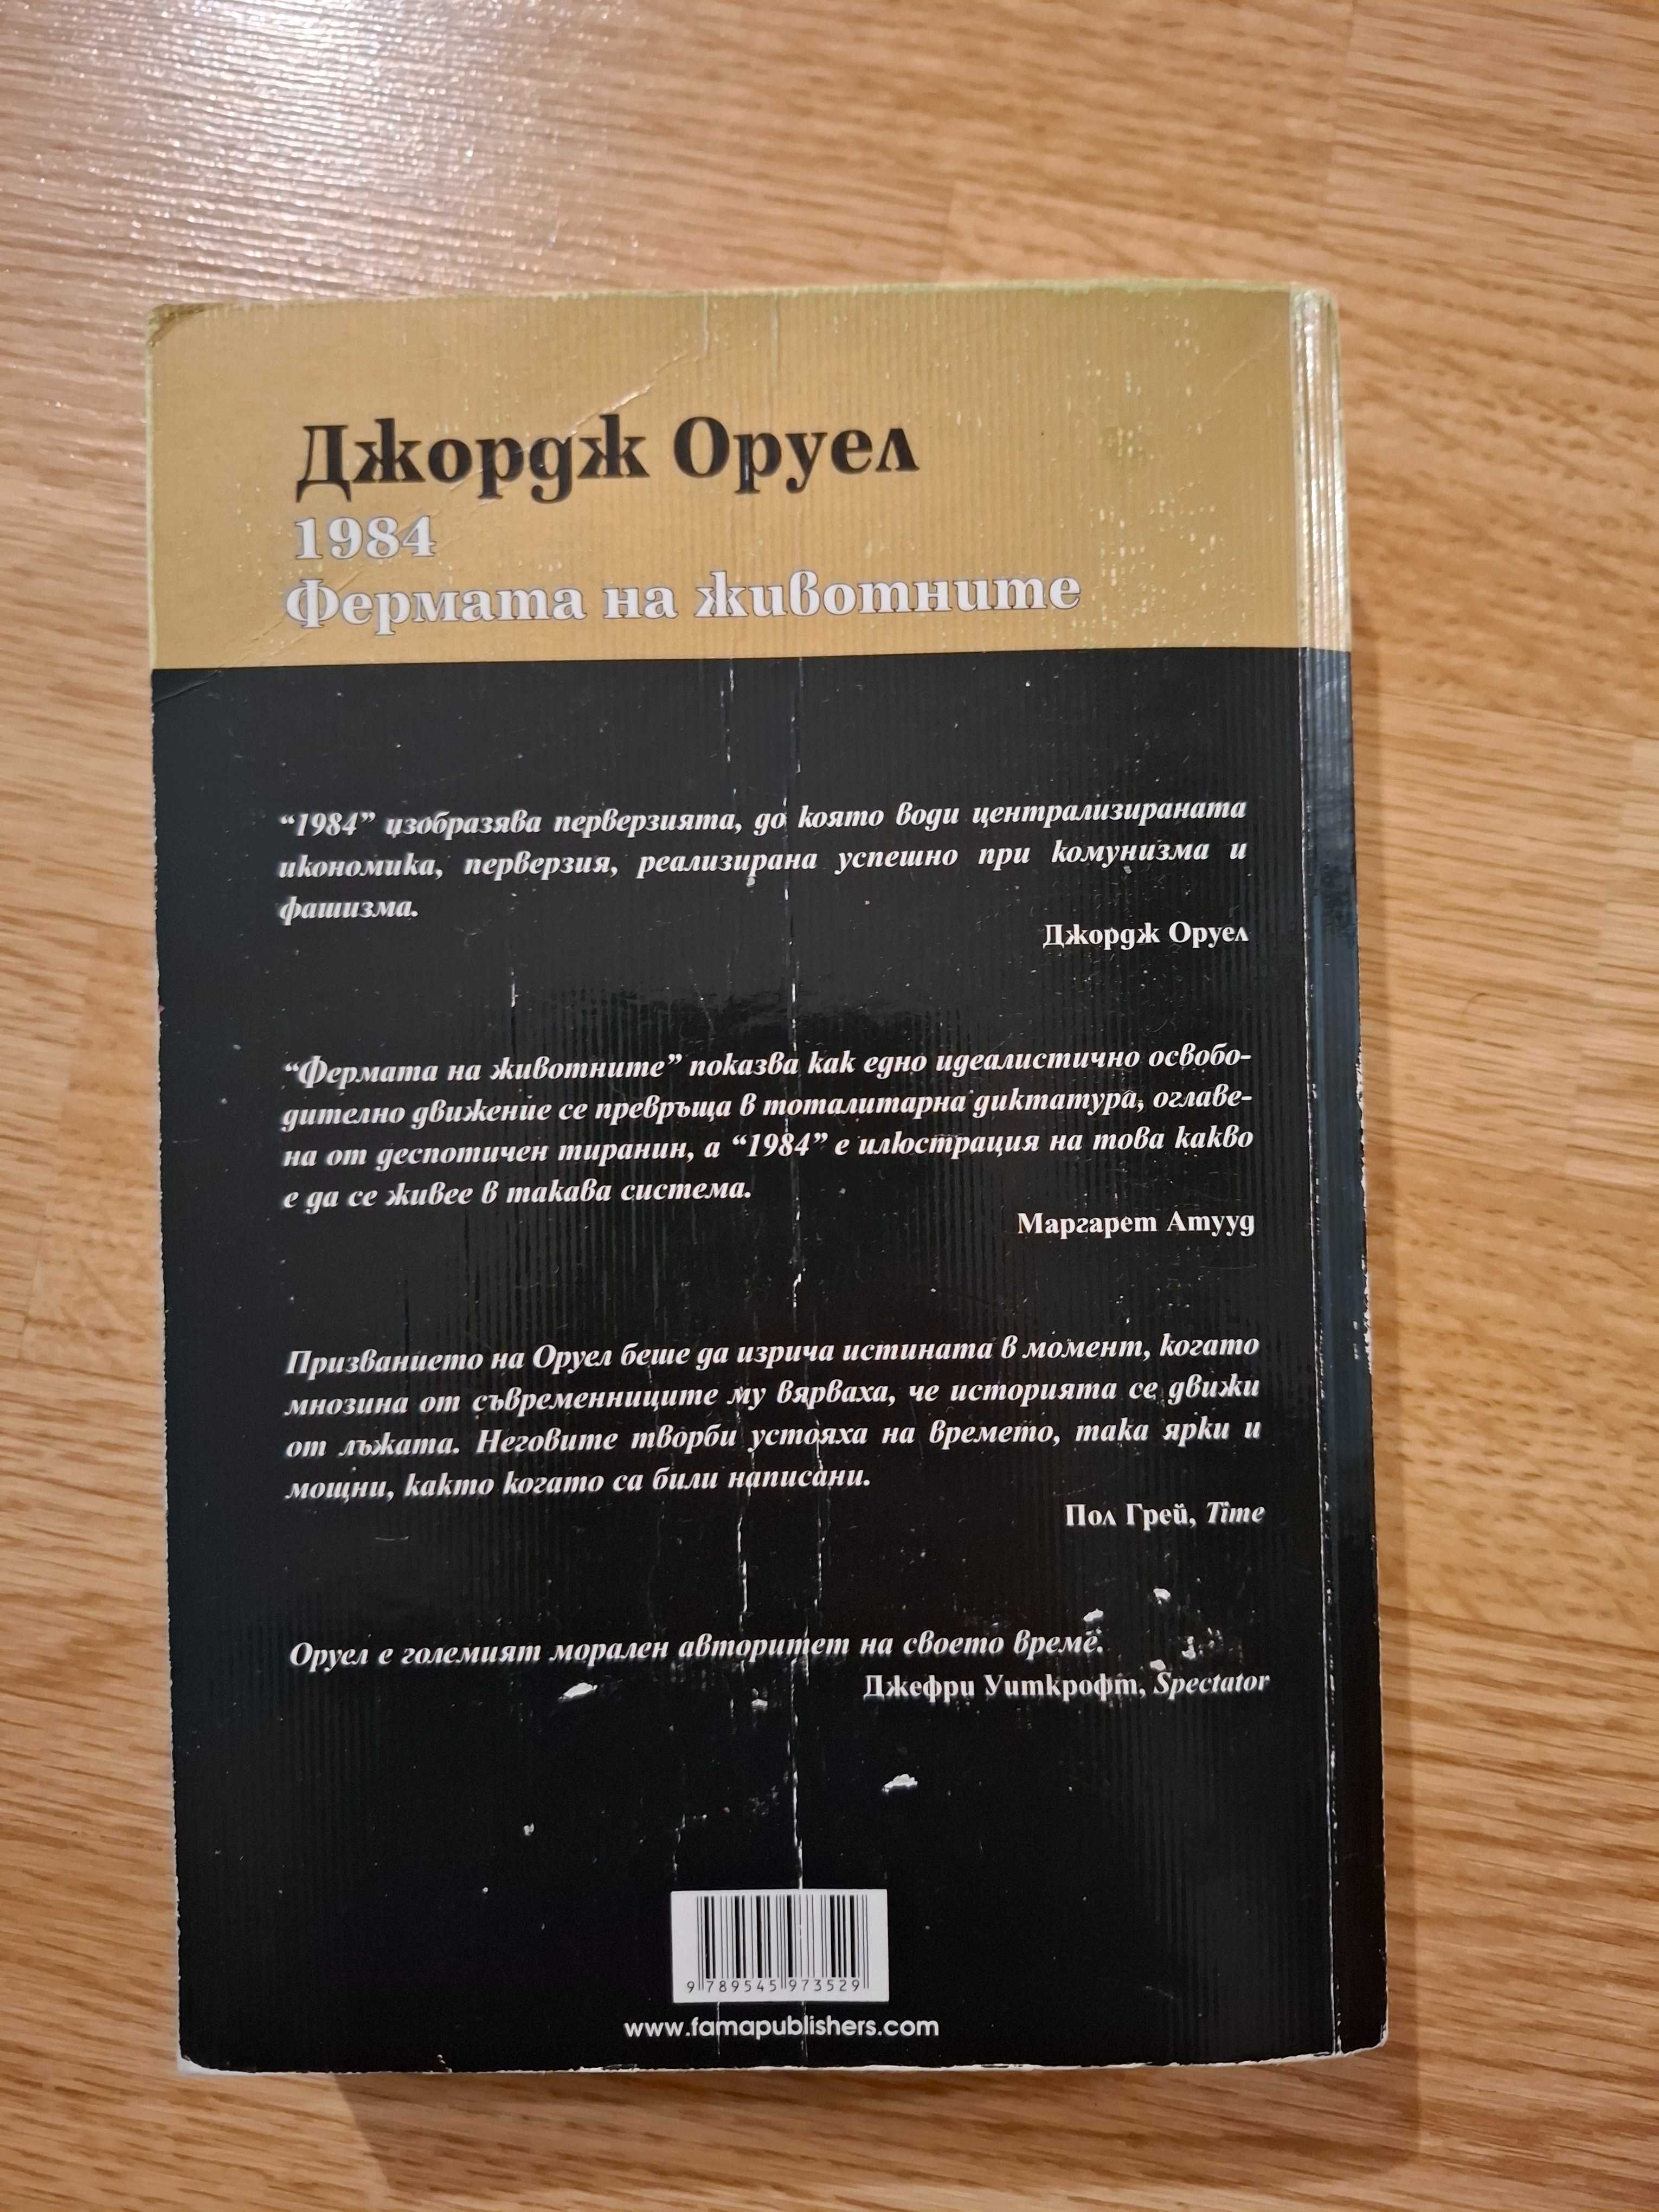 Джордж Оруел
1984
Фермата на животните
“1984” изобразява перверзията, до която води централизираната
икономика, перверзия, реализирана успешно при комунизма и
фашизма.
Джордж Оруел
“Фермата на животните” показва как едно идеалистично освобо-
дително движение се превръща в тоталитарна диктатура, оглаве-
на от деспотичен тиранин, а “1984” е илюстрация на това какво
е да се живее в такава система.
Маргарет Атууд
Призванието на Оруел беше да изрича истината в момент, когато
мнозина от съвременниците му вярваха, че историята се движи
от лъжата. Неговите творби устояха на времето, така ярки и
мощни, както когато са били написани.
Пол Грей, Time
Оруел е големият морален авторитет на своето време.
Джефри Уиткрофт, Spectator
9 789545 973529
www.famapublishers.com